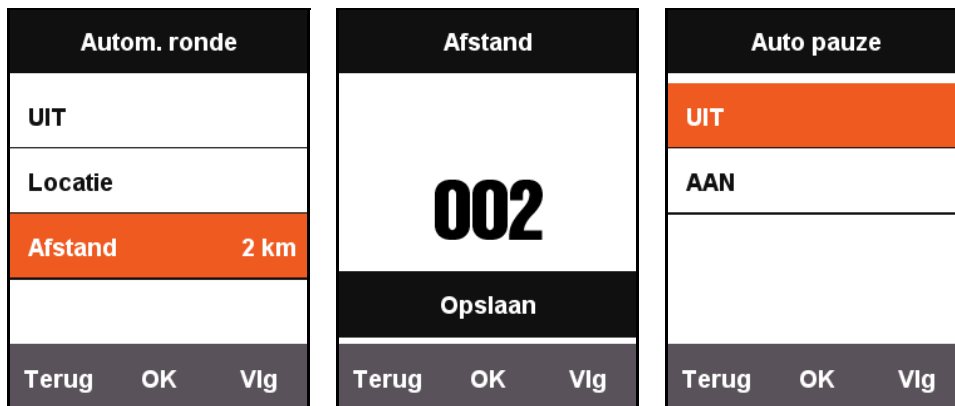 Autom. ronde
UIT
Locatie
Afstand 2 km
Terug OK Vlg
Afstand
002
Opslaan
Terug OK Vlg
Auto pauze
UIT
AAN
Terug OK Vlg